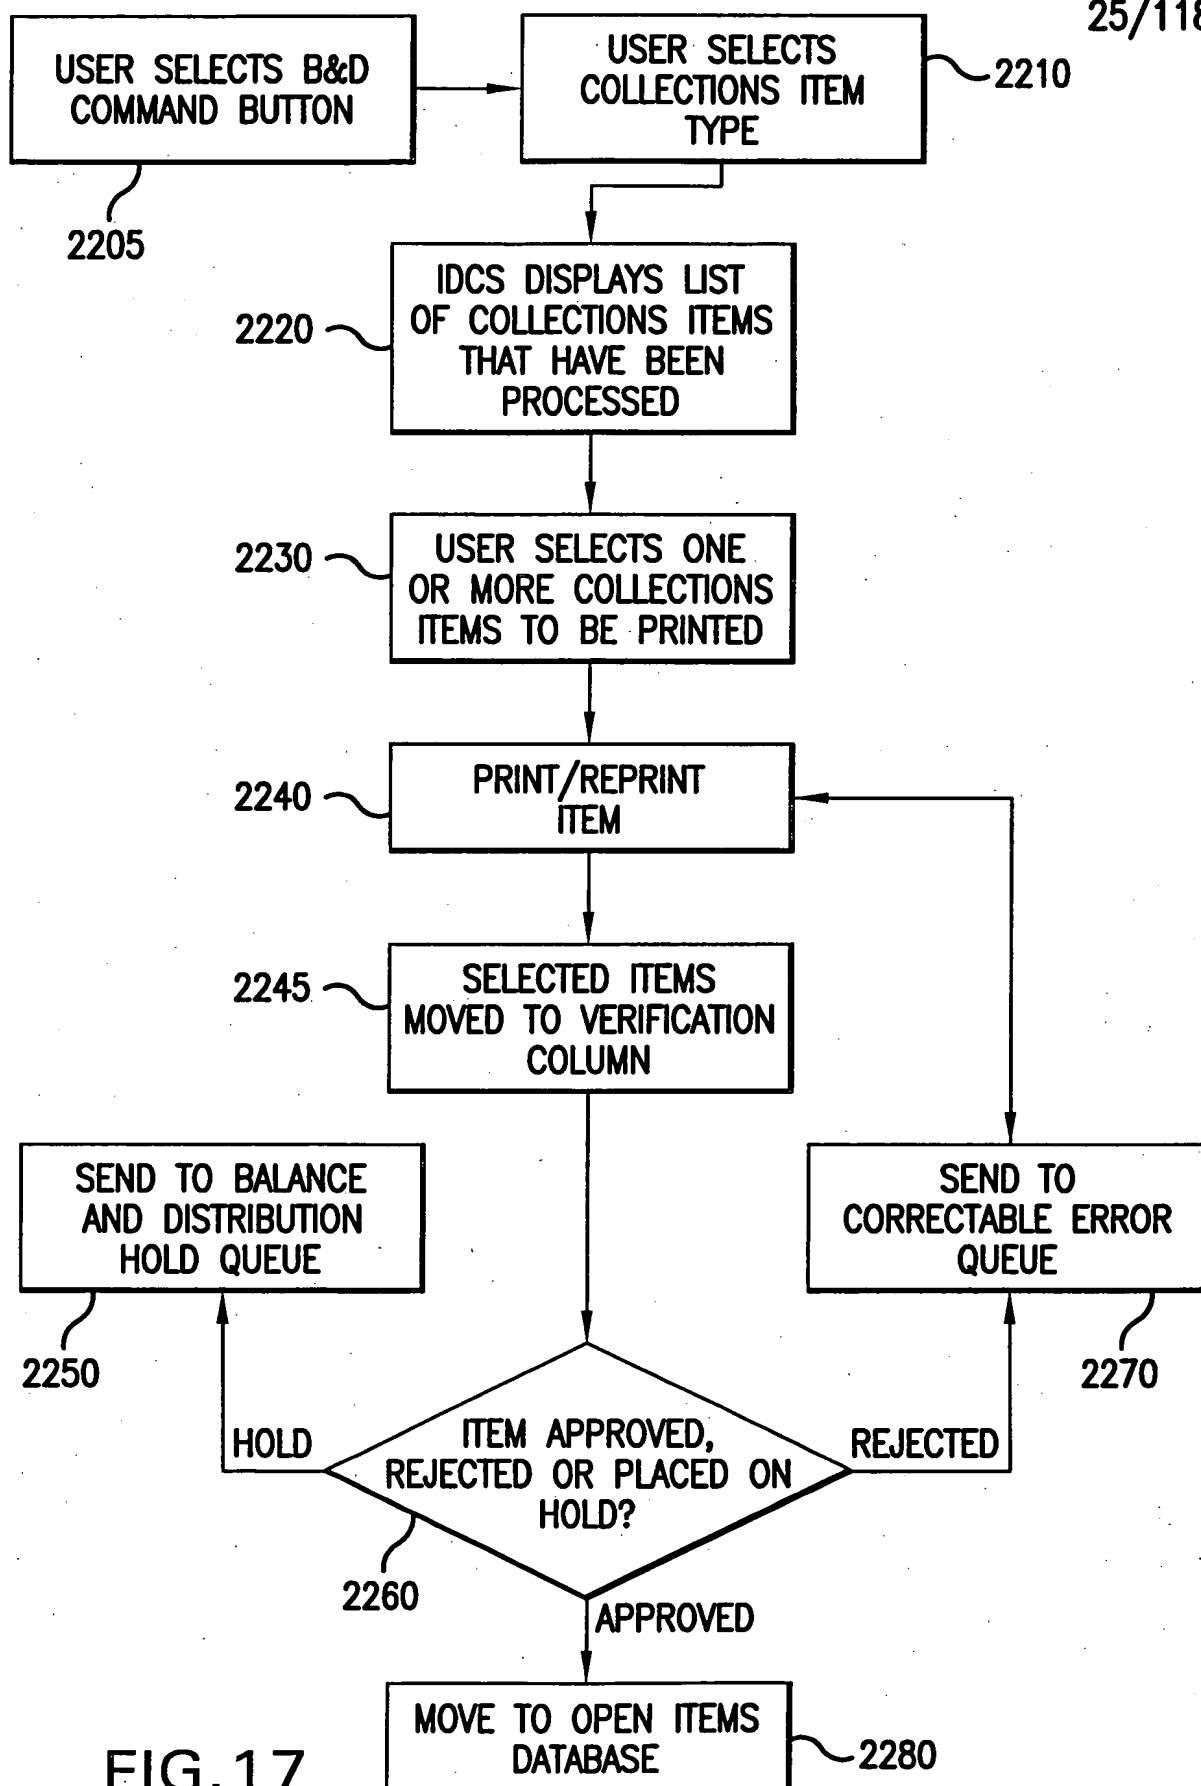 25/118
USER SELECTS B&D
COMMAND BUTTON
2205
USER SELECTS
COLLECTIONS ITEM
TYPE
2210
IDCS DISPLAYS LIST
OF COLLECTIONS ITEMS
THAT HAVE BEEN
PROCESSED
2220
USER SELECTS ONE
OR MORE COLLECTIONS
ITEMS TO BE PRINTED
2230
PRINT/REPRINT
ITEM
2240
SELECTED ITEMS
MOVED TO VERIFICATION
COLUMN
2245
SEND TO BALANCE
AND DISTRIBUTION
HOLD QUEUE
2250
SEND TO
CORRECTABLE ERROR
QUEUE
2270
HOLD
ITEM APPROVED,
REJECTED OR PLACED ON
HOLD?
REJECTED
2260
APPROVED
MOVE TO OPEN ITEMS
DATABASE
2280
FIG.17